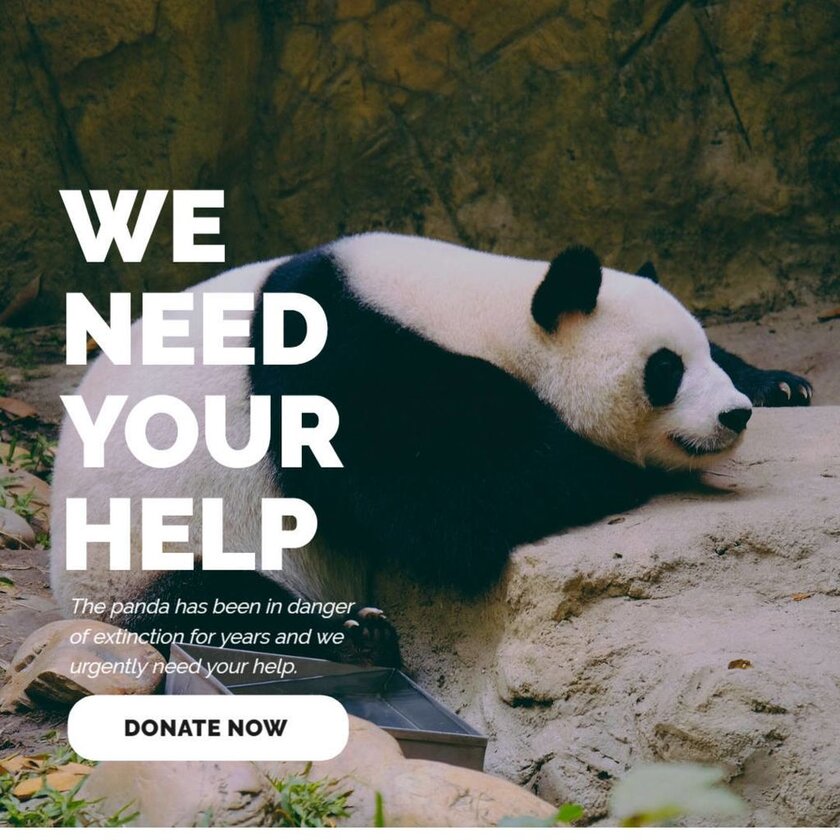 WE
NEED
YOUR
HELP
The panda has been in danger
of extinction for years and we
urgently need your help.
DONATE NOW